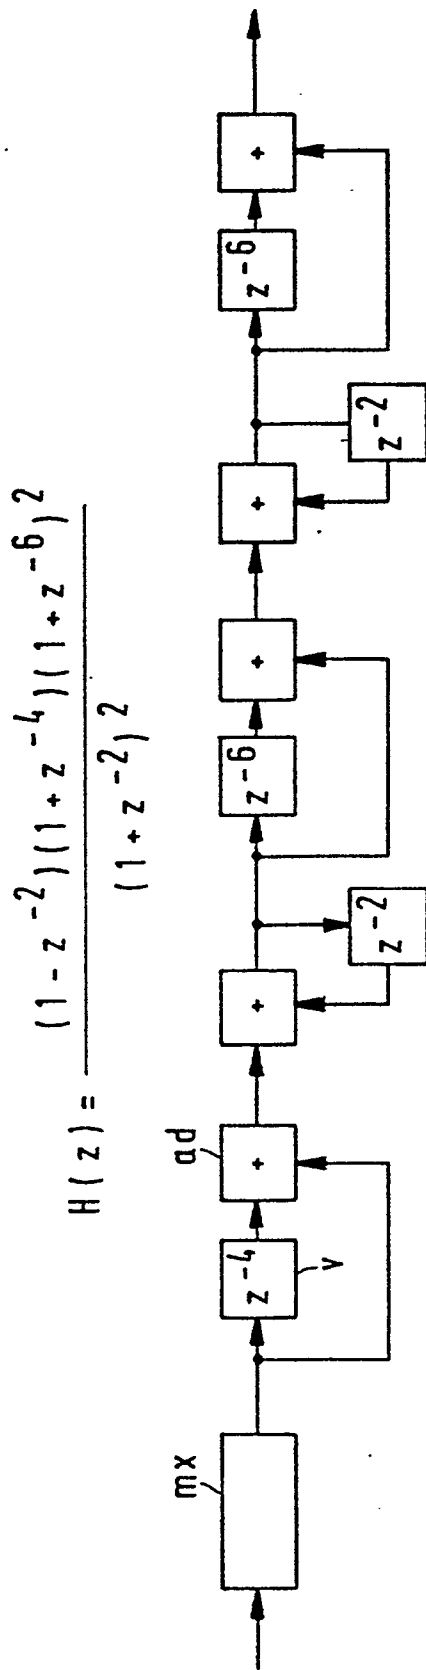 (1 - z⁻²)(1 + z⁻⁴)(1 + z⁻⁶)²
H(z) =
(1 + z⁻²)²
mx
z⁻⁴
v
ad
+
+
z⁻²
z⁻⁶
+
+
z⁻²
z⁻⁶
+